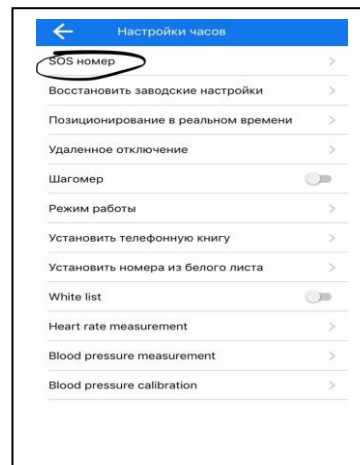 Настройки часов
SOS номер
Восстановить заводские настройки
Позиционирование в реальном времени
Удаленное отключение
Шагомер
Режим работы
Установить телефонную книгу
Установить номера из белого листа
White list
Heart rate measurement
Blood pressure measurement
Blood pressure calibration